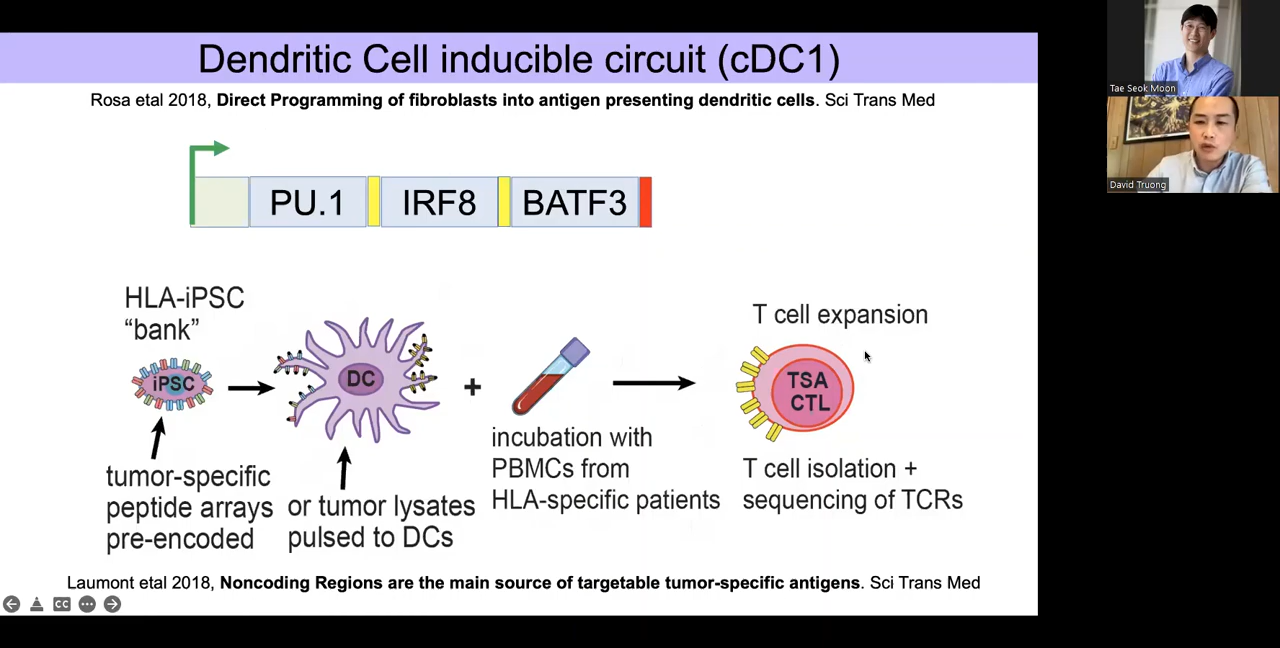 Dendritic Cell inducible circuit (cDC1)
Rosa etal 2018, Direct Programming of fibroblasts into antigen presenting dendritic cells. Sci Trans Med
PU.1 IRF8 BATF3
HLA-iPSC
“bank”
iPSC
tumor-specific
peptide arrays
pre-encoded
DC
or tumor lysates
pulsed to DCs
+
incubation with
PBMCs from
HLA-specific patients
T cell expansion
TSA
CTL
T cell isolation +
sequencing of TCRs
Laumont etal 2018, Noncoding Regions are the main source of targetable tumor-specific antigens. Sci Trans Med
CC
Tae Seok Moon
David Truong